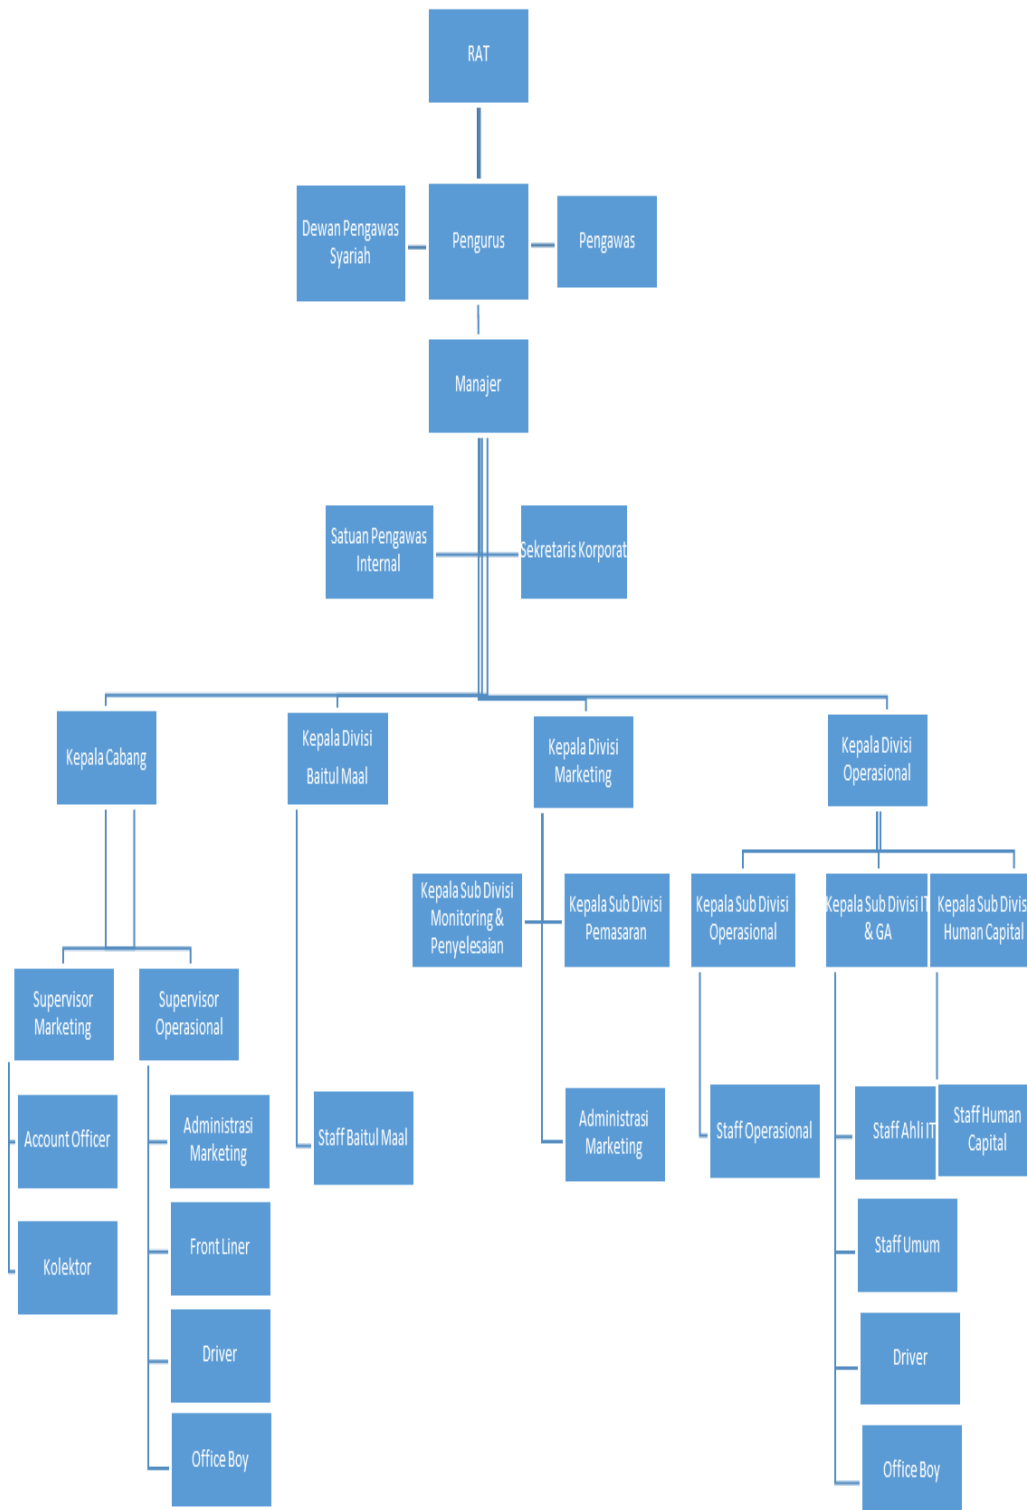 RAT
Dewan Pengawas
Syariah
Pengurus
Pengawas
Manajer
Satuan Pengawas
Internal
Sekretaris Korporat
Kepala Cabang
Kepala Divisi
Baitul Maal
Kepala Divisi
Marketing
Kepala Divisi
Operasional
Kepala Sub Divisi
Monitoring &
Penyelesaian
Kepala Sub Divisi
Pemasaran
Kepala Sub Divisi
Operasional
Kepala Sub Divisi IT
& GA
Kepala Sub Divis
Human Capital
Supervisor
Marketing
Supervisor
Operasional
Account Officer
Administrasi
Marketing
Staff Baitul Maal
Administrasi
Marketing
Staff Operasional
Staff Ahli IT
Staff Human
Capital
Kolektor
Front Liner
Staff Umum
Driver
Driver
Office Boy
Office Boy